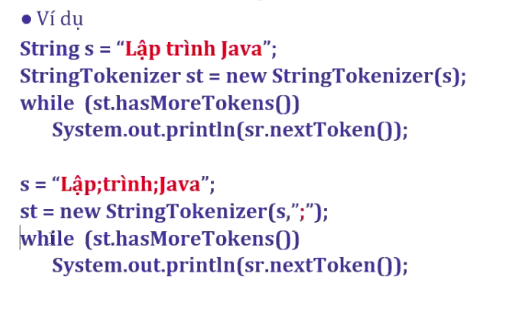 ● Ví dụ
String s = “Lập trình Java”;
StringTokenizer st = new StringTokenizer(s);
while (st.hasMoreTokens())
System.out.println(sr.nextToken());
s = “Lập;trình;Java”;
st = new StringTokenizer(s,”;”);
while (st.hasMoreTokens())
System.out.println(sr.nextToken());